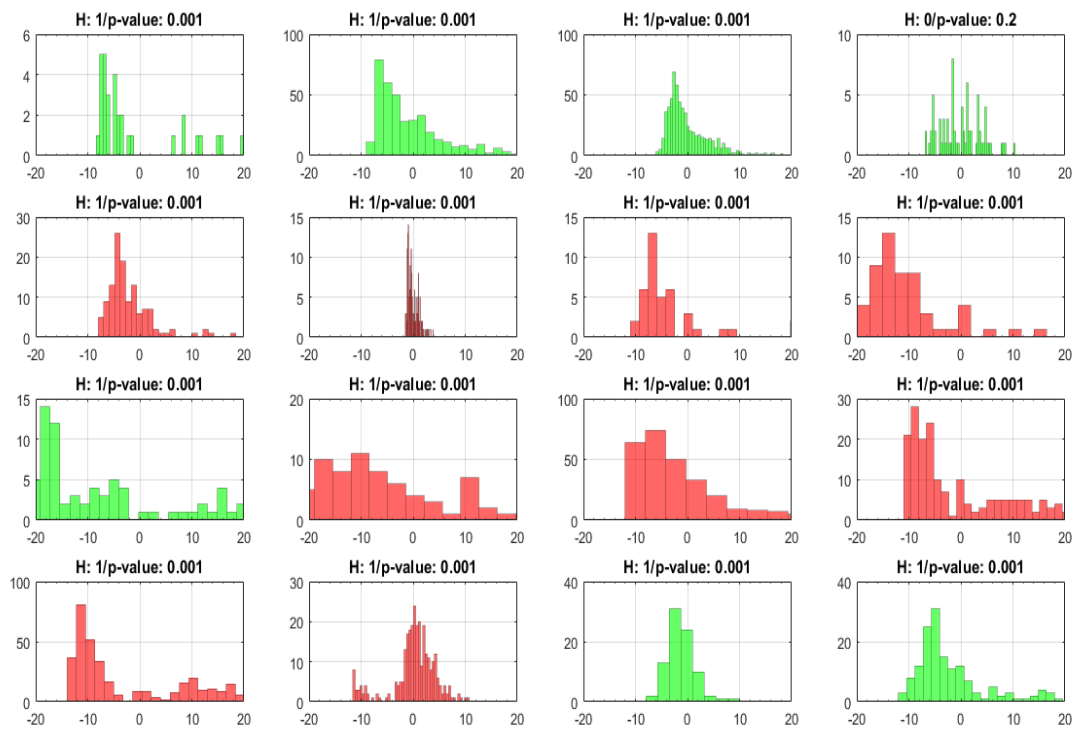 H: 1/p-value: 0.001 H: 1/p-value: 0.001 H: 1/p-value: 0.001 H: 0/p-value: 0.2
6 100 100 10
4
50 50 5
2
0 0 0 0
-20 -10 0 10 20 -20 -10 0 10 20 -20 -10 0 10 20 -20 -10 0 10 20
H: 1/p-value: 0.001 H: 1/p-value: 0.001 H: 1/p-value: 0.001 H: 1/p-value: 0.001
30 15 15 15
20 10 10 10
10 5 5 5
0 0 0 0
-20 -10 0 10 20 -20 -10 0 10 20 -20 -10 0 10 20 -20 -10 0 10 20
H: 1/p-value: 0.001 H: 1/p-value: 0.001 H: 1/p-value: 0.001 H: 1/p-value: 0.001
15 20 100 30
10 20
10 50
5 10
0 0 0 0
-20 -10 0 10 20 -20 -10 0 10 20 -20 -10 0 10 20 -20 -10 0 10 20
H: 1/p-value: 0.001 H: 1/p-value: 0.001 H: 1/p-value: 0.001 H: 1/p-value: 0.001
100 30 40 40
20
50 20 20
10
0 0 0 0
-20 -10 0 10 20 -20 -10 0 10 20 -20 -10 0 10 20 -20 -10 0 10 20